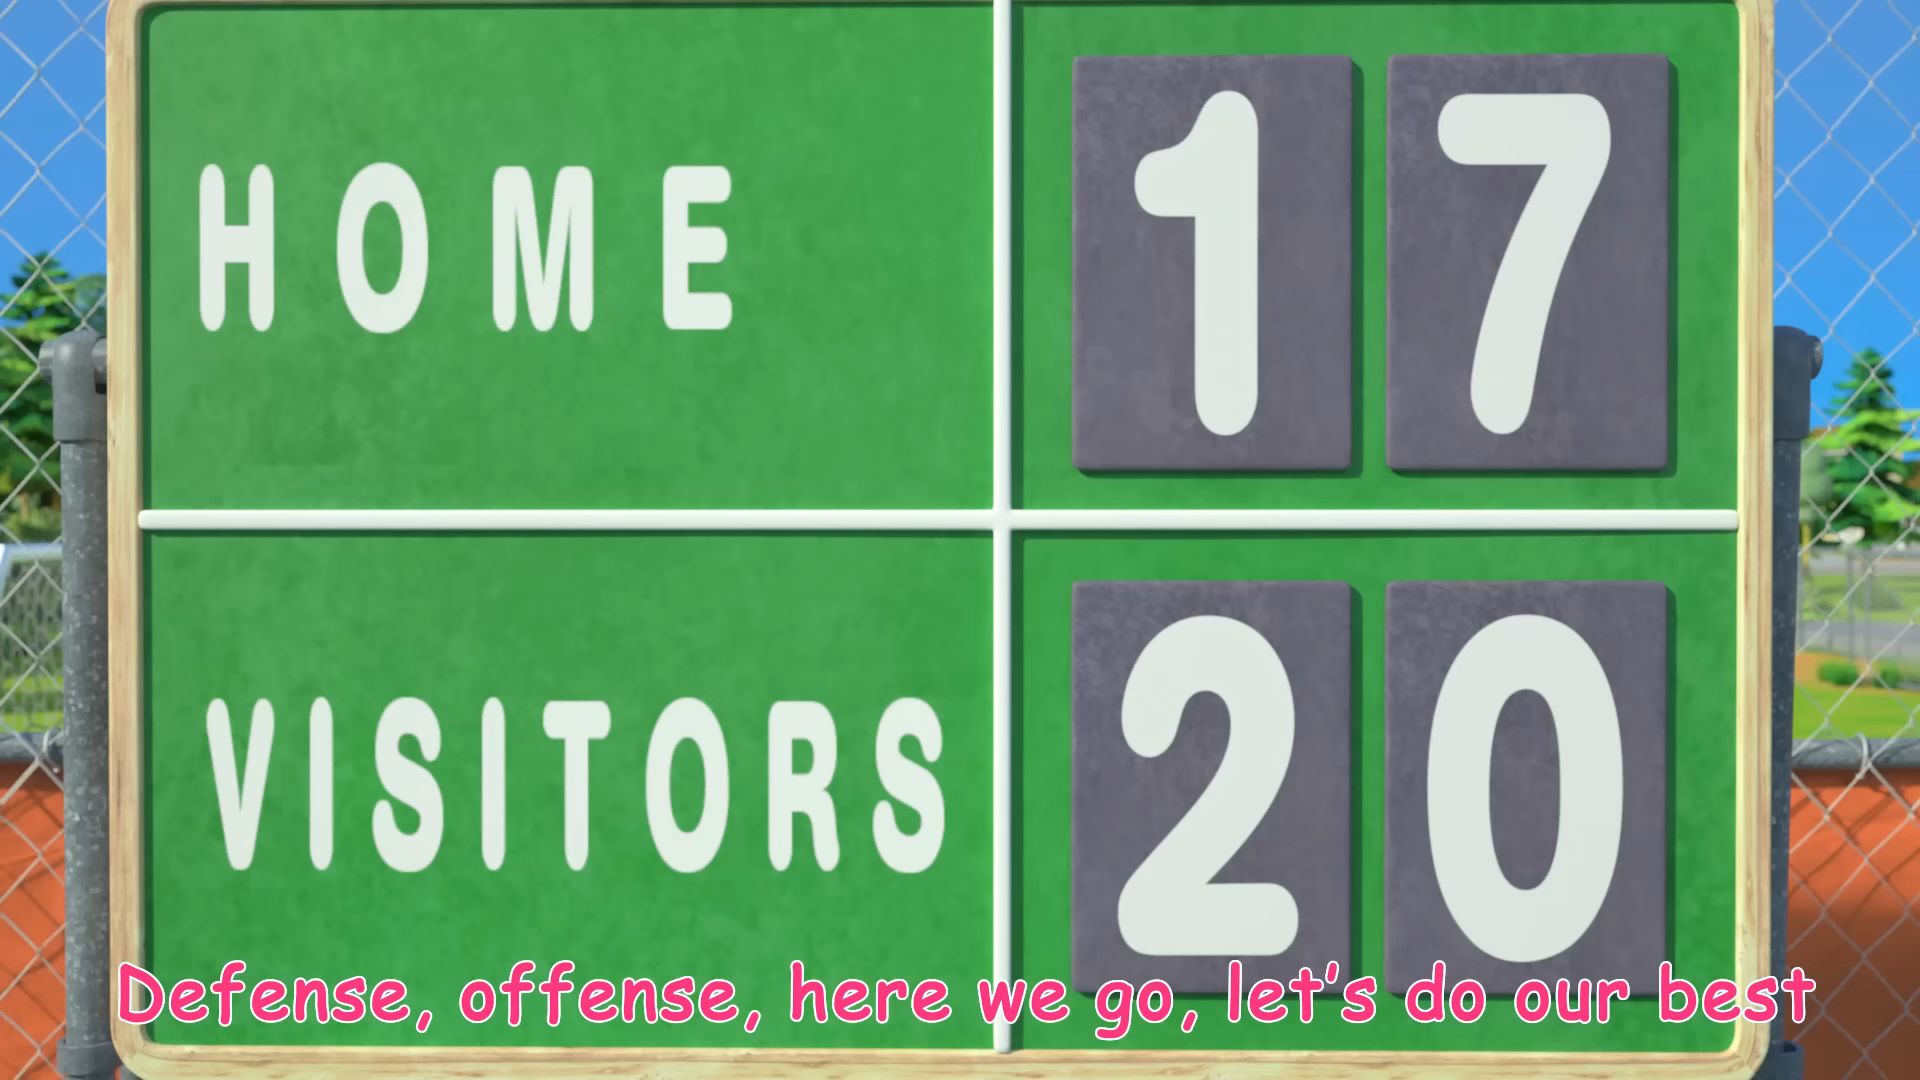 HOME 17
VISITORS 20
Defense, offense, here we go, let's do our best